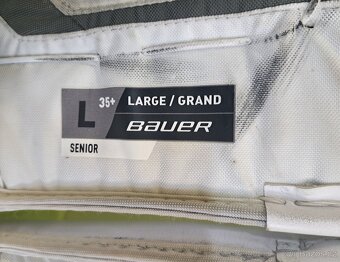 L 35+ LARGE / GRAND
BAUER
SENIOR